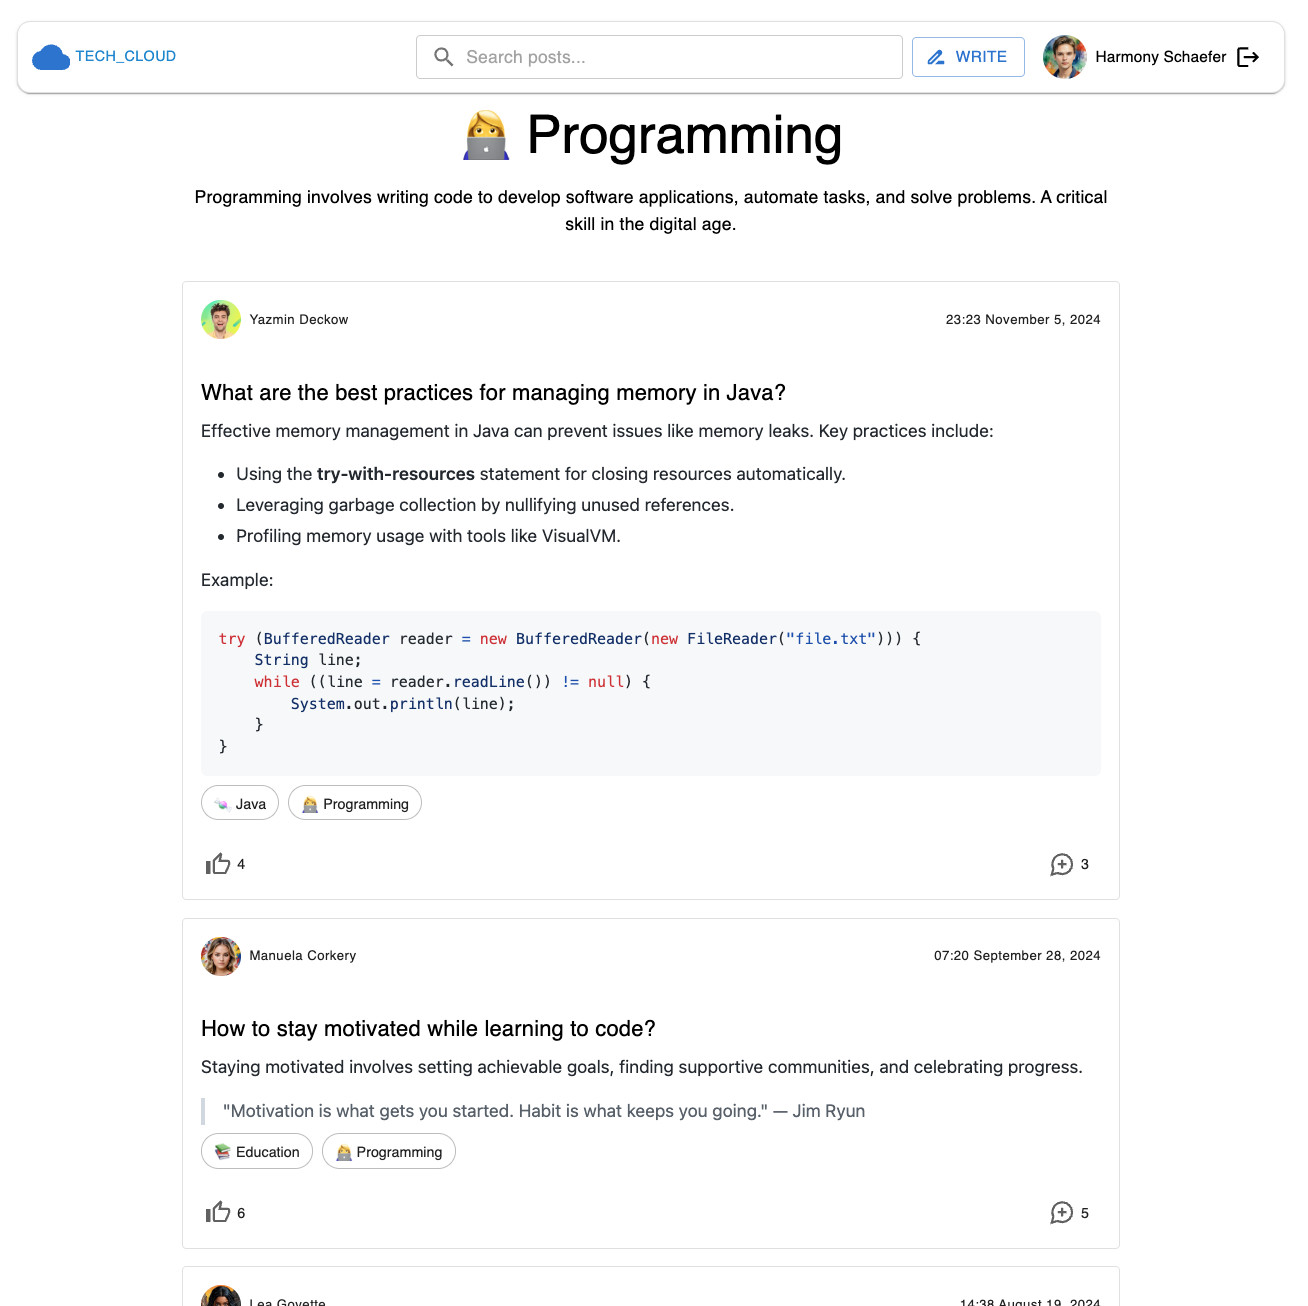 TECH_CLOUD
Search posts...
WRITE
Harmony Schaefer
Programming
Programming involves writing code to develop software applications, automate tasks, and solve problems. A critical
skill in the digital age.
Yazmin Deckow
23:23 November 5, 2024
What are the best practices for managing memory in Java?
Effective memory management in Java can prevent issues like memory leaks. Key practices include:
• Using the try-with-resources statement for closing resources automatically.
• Leveraging garbage collection by nullifying unused references.
• Profiling memory usage with tools like VisualVM.
Example:
try (BufferedReader reader = new BufferedReader(new FileReader("file.txt"))) {
    String line;
    while ((line = reader.readLine()) != null) {
        System.out.println(line);
    }
}
Java
Programming
4
3
Manuela Corkery
07:20 September 28, 2024
How to stay motivated while learning to code?
Staying motivated involves setting achievable goals, finding supportive communities, and celebrating progress.
"Motivation is what gets you started. Habit is what keeps you going." — Jim Ryun
Education
Programming
6
5
Lea Goyette
14:38 August 19, 2024